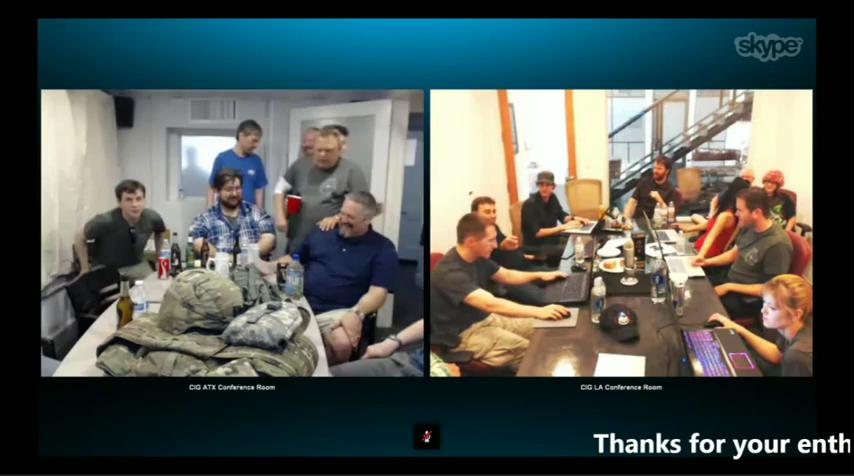 skype
CIG ATX Conference Room
CIG LA Conference Room
Thanks for your enth